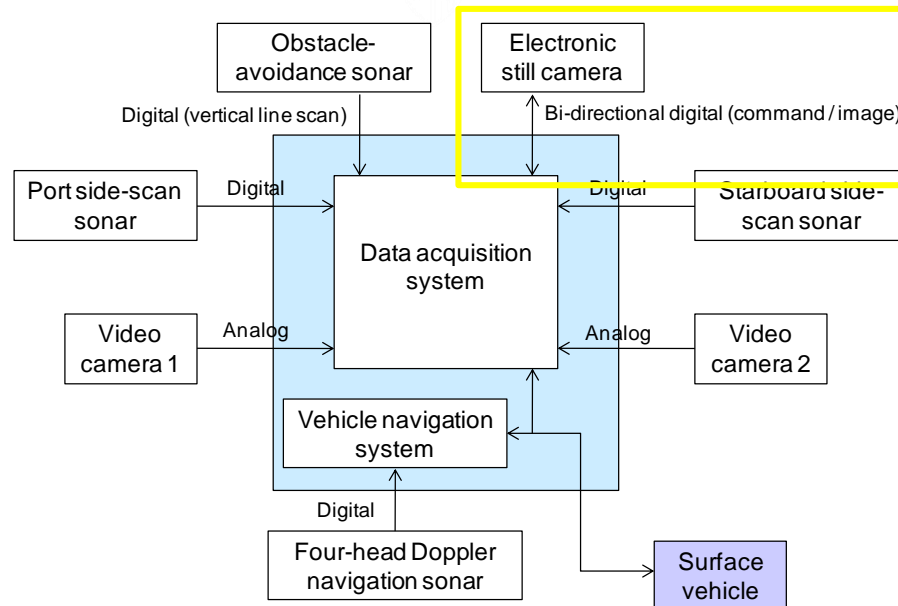 Obstacle-
avoidance sonar
Electronic
still camera
Digital (vertical line scan)
Bi-directional digital (command / image)
Port side-scan
sonar
Digital
Digital
Starboard side-
scan sonar
Data acquisition
system
Video
camera 1
Analog
Analog
Video
camera 2
Vehicle navigation
system
Digital
Four-head Doppler
navigation sonar
Surface
vehicle